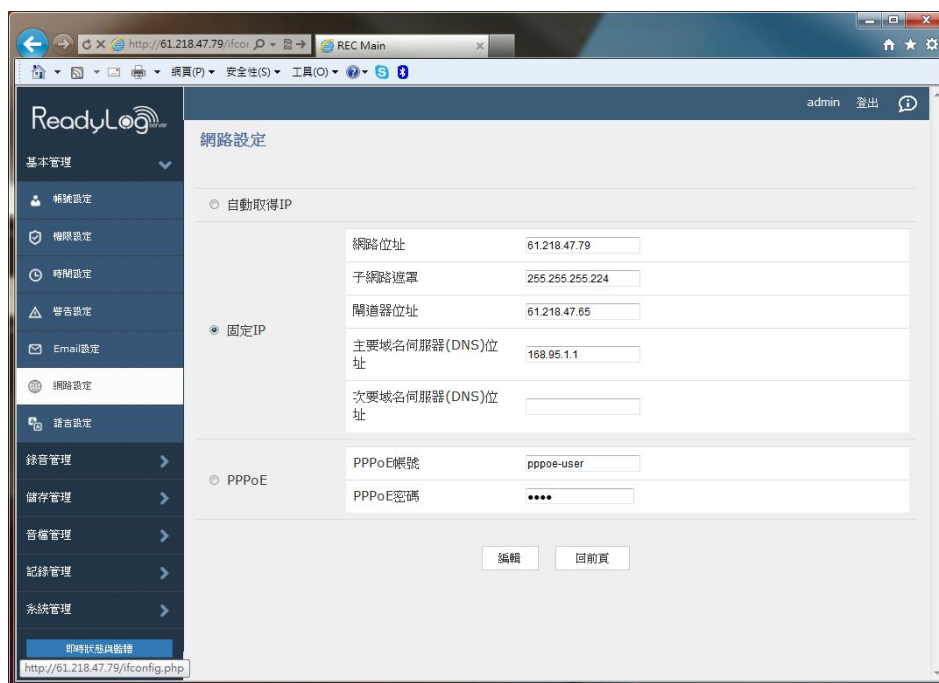 http://61.218.47.79/ifcor
REC Main
網頁(P) 安全性(S) 工具(O)
ReadyLog
server
admin 登出
基本管理
帳號設定
權限設定
時間設定
警告設定
Email設定
網路設定
語言設定
錄音管理
儲存管理
音檔管理
記錄管理
系統管理
即時狀態與監聽
http://61.218.47.79/ifconfig.php
網路設定
自動取得IP
固定IP
網路位址 61.218.47.79
子網路遮罩 255.255.255.224
閘道器位址 61.218.47.65
主要域名伺服器(DNS)位
址
168.95.1.1
次要域名伺服器(DNS)位
址
PPPoE
PPPoE帳號 pppoe-user
PPPoE密碼 ••••
編輯 回前頁